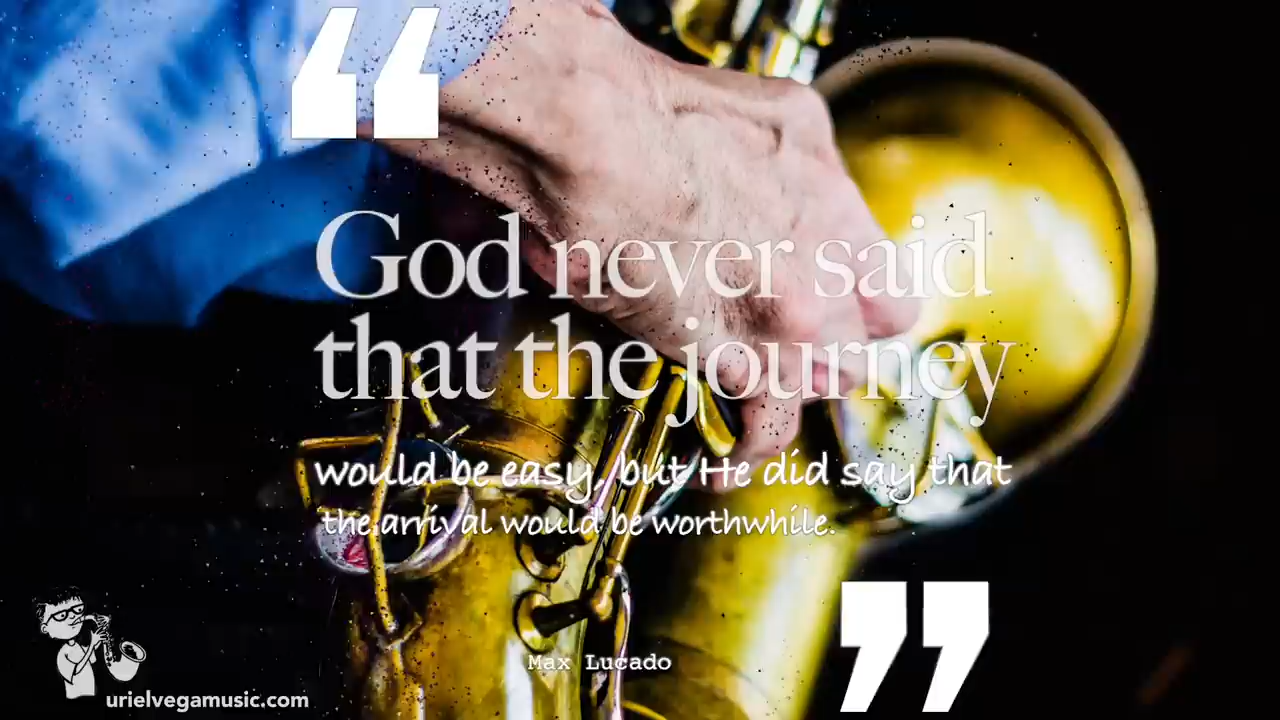 “
God never said
that the journey
would be easy, but He did say that
the arrival would be worthwhile.
”
Max Lucado
urielvegamusic.com